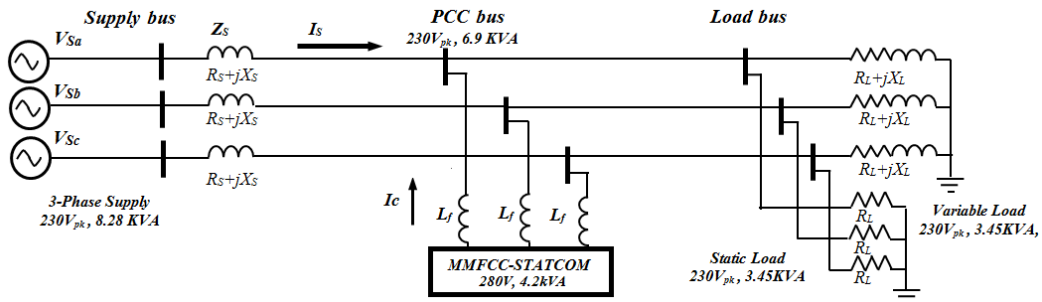 Supply bus
PCC bus
Load bus
V_Sa
Z_S
I_S
230V_pk, 6.9 KVA
R_S+jX_S
R_L+jX_L
V_Sb
R_S+jX_S
R_L+jX_L
V_Sc
R_S+jX_S
R_L+jX_L
3-Phase Supply
230V_pk, 8.28 KVA
Ic
L_f
L_f
L_f
MMFCC-STATCOM
280V, 4.2kVA
Static Load
230V_pk, 3.45KVA
R_L
R_L
R_L
Variable Load
230V_pk, 3.45KVA,